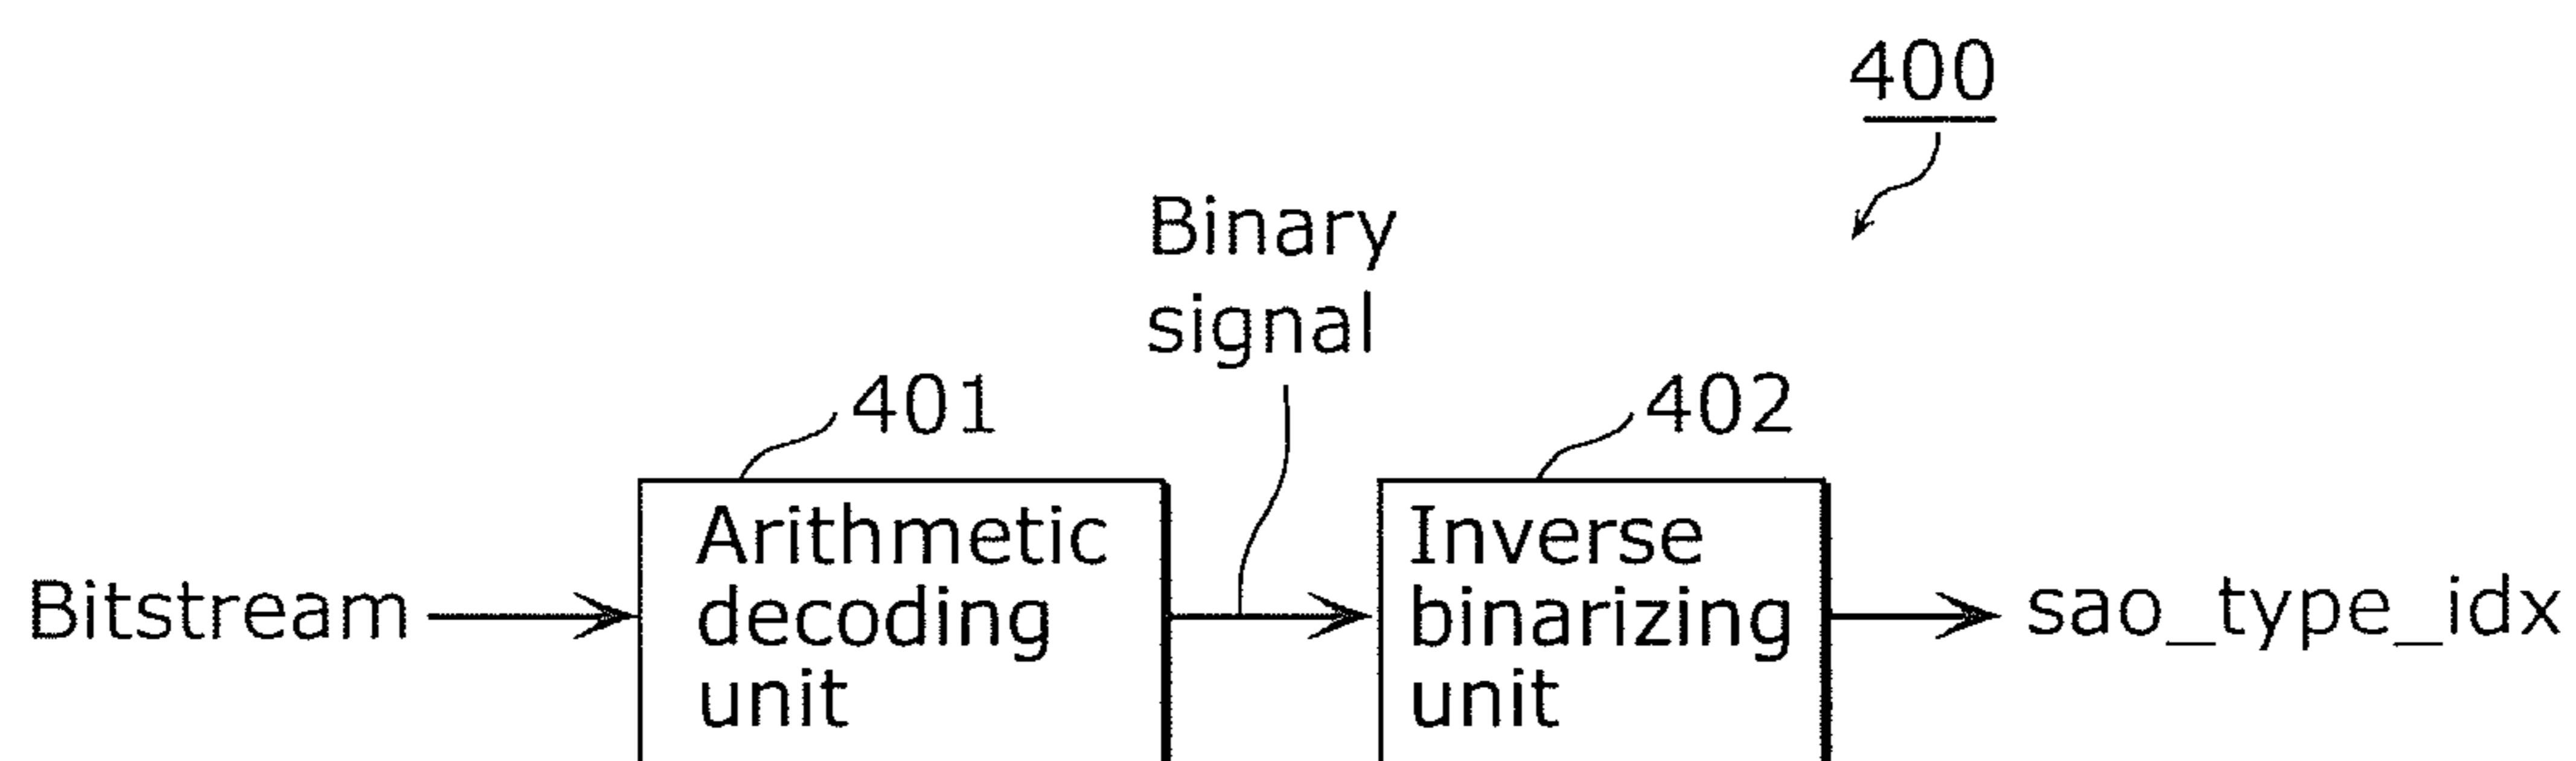 400
Binary
signal
401
402
Arithmetic
decoding
unit
Inverse
binarizing
unit
Bitstream
sao_type_idx